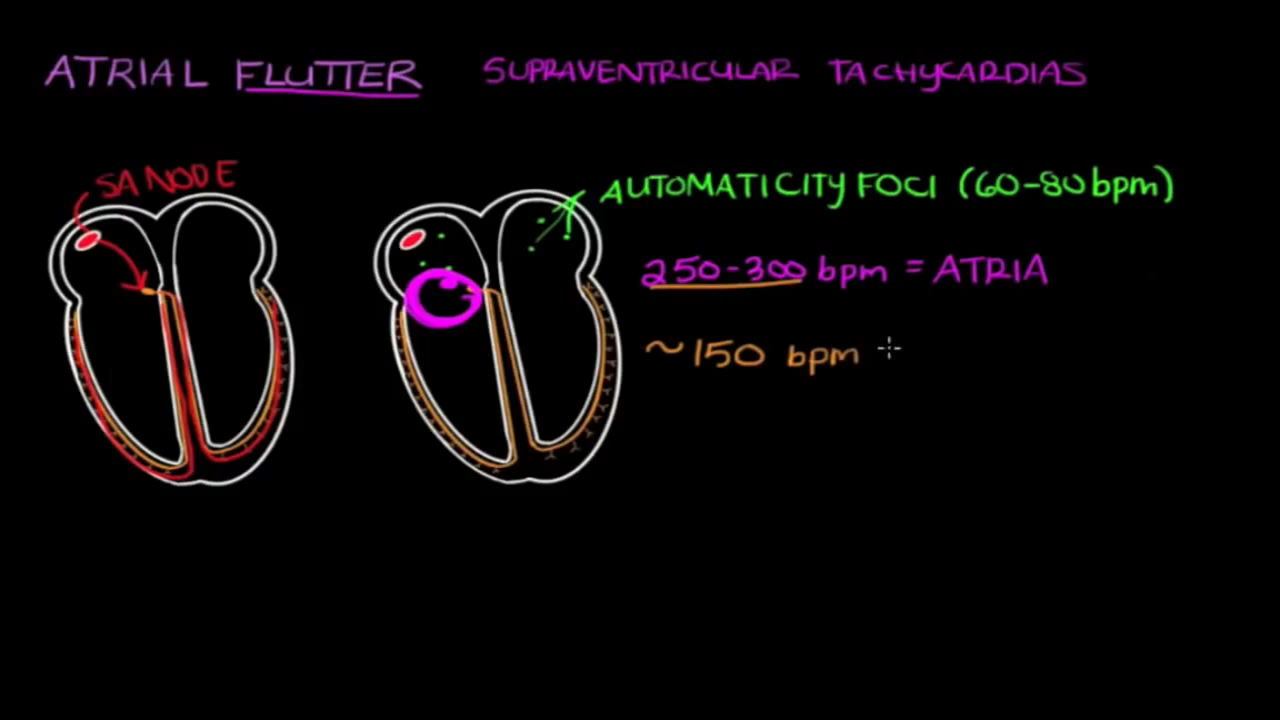 ATRIAL FLUTTER SUPRAVENTRICULAR TACHYCARDIAS
SA NODE
AUTOMATICITY FOCI (60-80 bpm)
250-300 bpm = ATRIA
~150 bpm